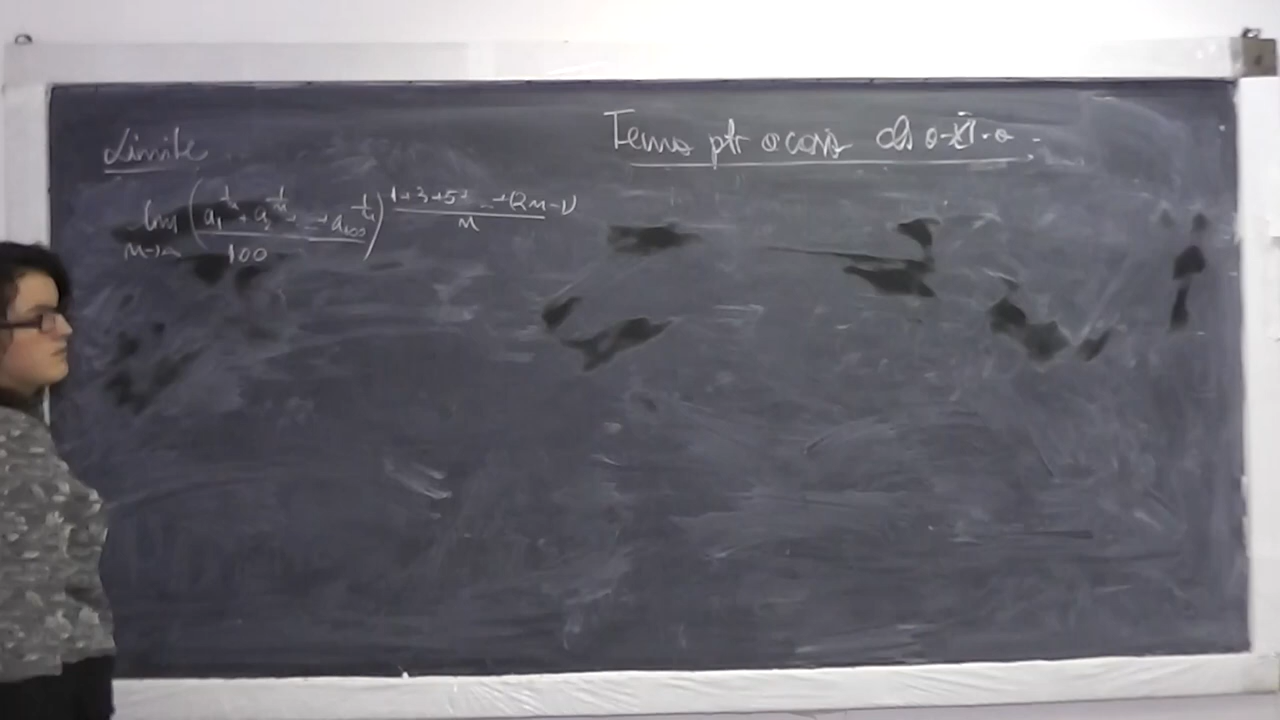 Limite
Tema ptr acasă cls a-XI-a
lim n→∞ ( (a₁^(1/n) + a₂^(1/n) + ... + a₁₀₀^(1/n)) / 100 )^((1+3+5+...+(2n-1))/n)